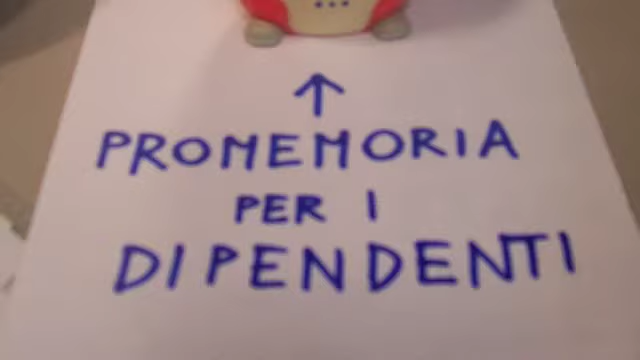 ↑
PROMEMORIA
PER I
DIPENDENTI